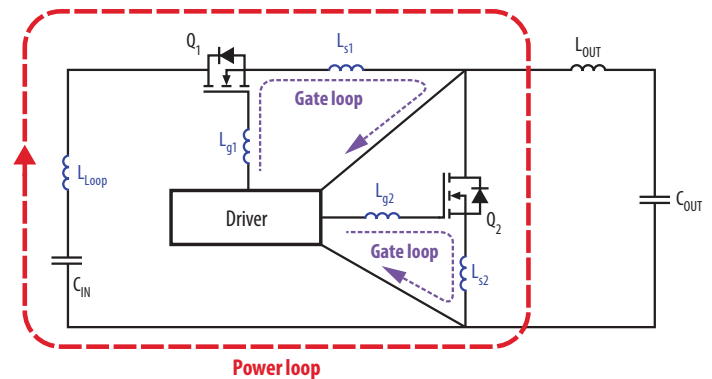 Q1
Ls1
LOUT
Gate loop
Lg1
LLoop
Lg2
Driver
COUT
Q2
Gate loop
Ls2
CIN
Power loop